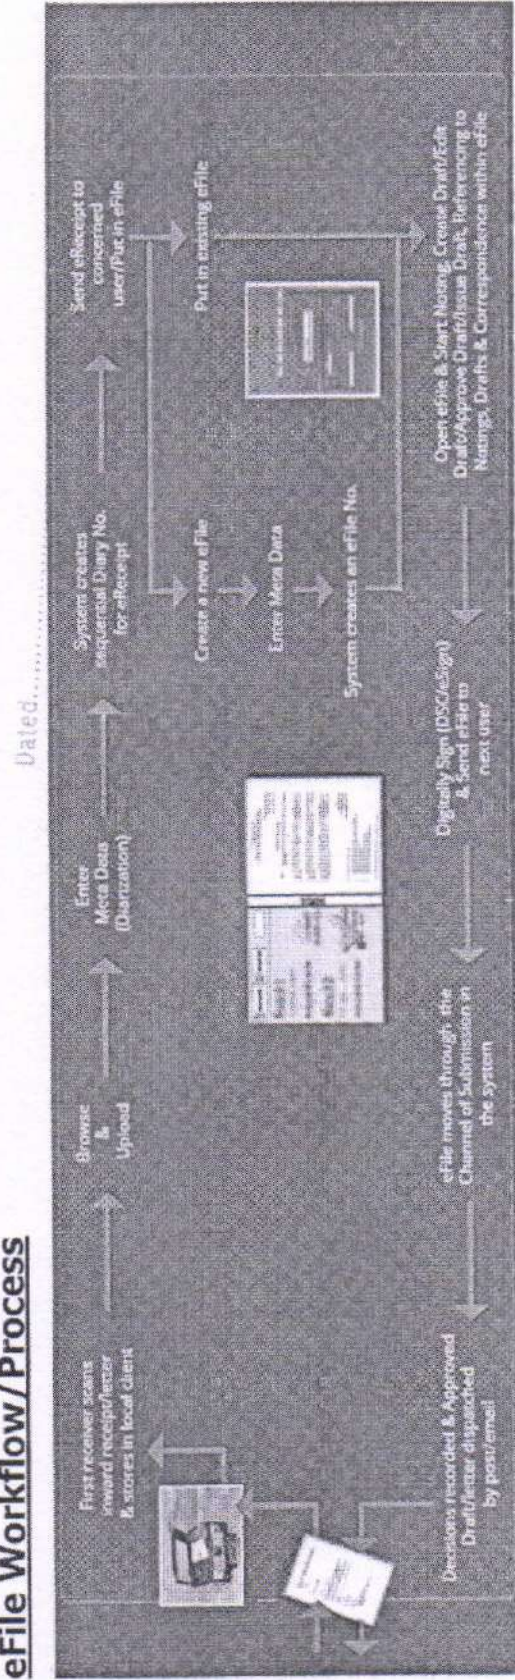 eFile Workflow/Process
Dated
First receiver scans
inward receipt/letter
& stores in local client
Browse
&
Upload
Enter
Meta Data
(Diarization)
System creates
sequential Diary No.
for eReceipt
Send eReceipt to
concerned
user/Put in eFile
Create a new eFile
Enter Meta Data
System creates an eFile No.
Put in existing eFile
Open eFile & Start Noting, Create Draft/Edit
Draft/Approve Draft/Issue Draft, Referencing to
Notings, Drafts & Correspondence within eFile
Digitally Sign (DSC/eSign)
& Send eFile to
next user
eFile moves through the
Channel of Submission in
the system
Decisions recorded & Approved
Draft/letter dispatched
by post/email